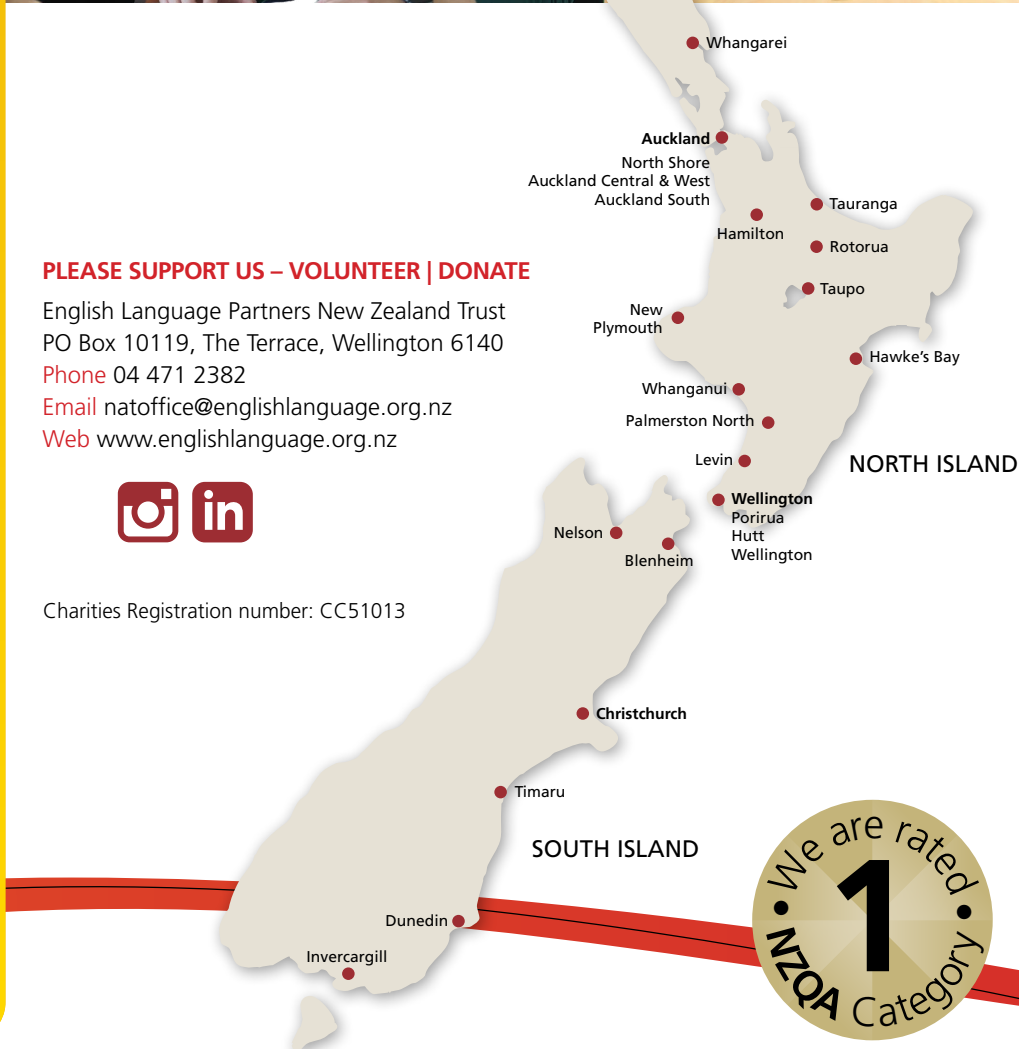 Whangarei
Auckland
North Shore
Auckland Central & West
Auckland South
Tauranga
Hamilton
Rotorua
Taupo
New
Plymouth
Hawke's Bay
Whanganui
Palmerston North
Levin
NORTH ISLAND
Wellington
Porirua
Hutt
Wellington
PLEASE SUPPORT US – VOLUNTEER | DONATE
English Language Partners New Zealand Trust
PO Box 10119, The Terrace, Wellington 6140
Phone 04 471 2382
Email natoffice@englishlanguage.org.nz
Web www.englishlanguage.org.nz
in
Charities Registration number: CC51013
Nelson
Blenheim
Christchurch
Timaru
SOUTH ISLAND
Dunedin
Invercargill
• We are rated •
1
NZQA Category